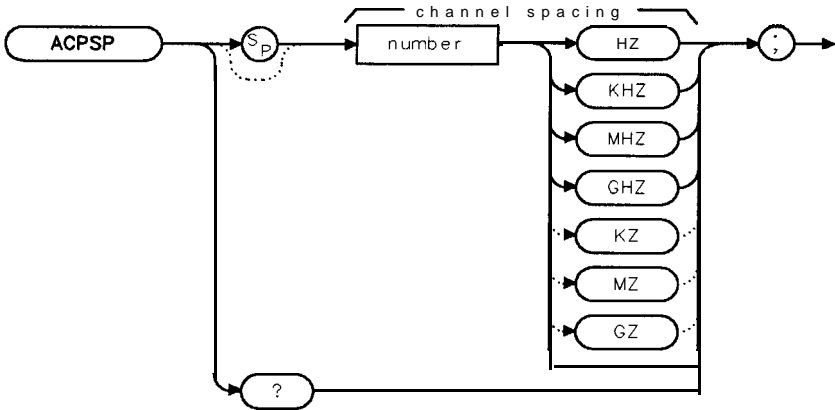 channel spacing
ACPSP SP number HZ ;
KHZ
MHZ
GHZ
KZ
MZ
GZ
?